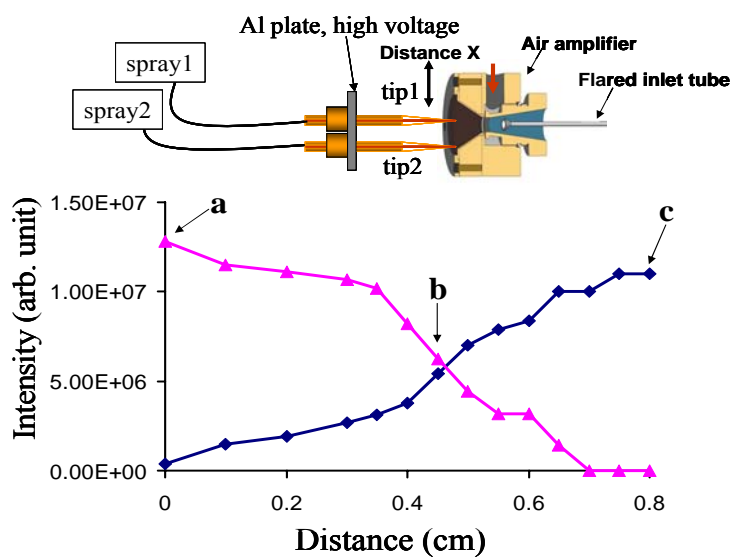 Al plate, high voltage
Distance X
Air amplifier
spray1
Flared inlet tube
tip1
spray2
tip2
1.50E+07
a
c
b
1.00E+07
5.00E+06
0.00E+00
Intensity (arb. unit)
0
0.2
0.4
0.6
0.8
Distance (cm)